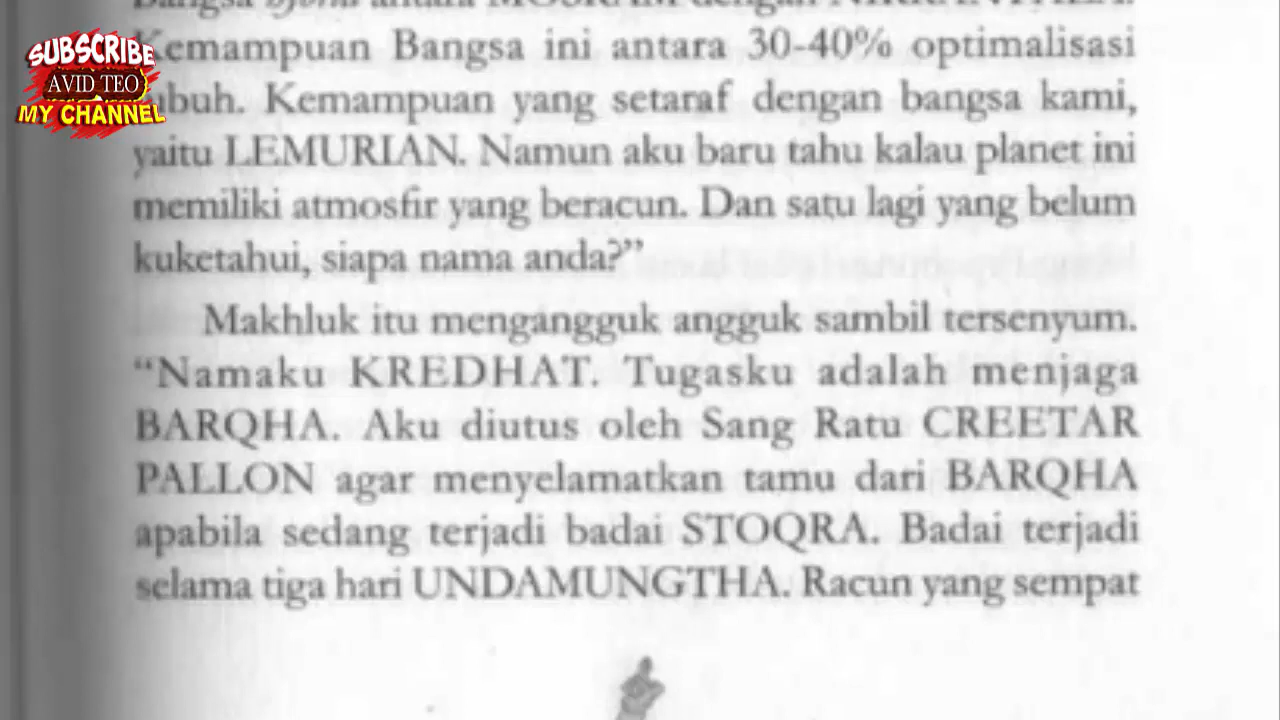 SUBSCRIBE
AVID TEO
MY CHANNEL
Bangsa hybrid antara dengan
Kemampuan Bangsa ini antara 30-40% optimalisasi
tubuh. Kemampuan yang setaraf dengan bangsa kami,
yaitu LEMURIAN. Namun aku baru tahu kalau planet ini
memiliki atmosfir yang beracun. Dan satu lagi yang belum
kuketahui, siapa nama anda?”
Makhluk itu mengangguk angguk sambil tersenyum.
“Namaku KREDHAT. Tugasku adalah menjaga
BARQHA. Aku diutus oleh Sang Ratu CREETAR
PALLON agar menyelamatkan tamu dari BARQHA
apabila sedang terjadi badai STOQRA. Badai terjadi
selama tiga hari UNDAMUNGTHA. Racun yang sempat